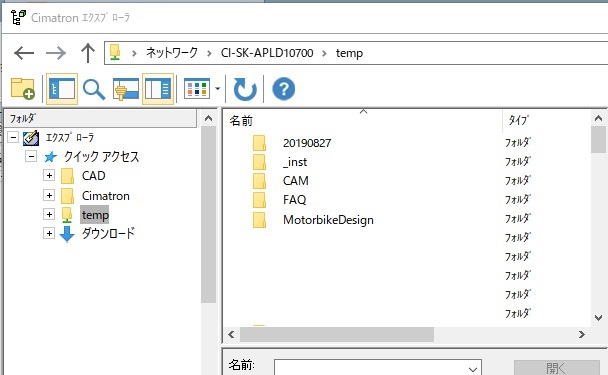 Cimatron ｴｸｽﾌﾟﾛｰﾗ
ネットワーク > CI-SK-APLD10700 > temp
ﾌｫﾙﾀﾞ
ｴｸｽﾌﾟﾛｰﾗ
クイック アクセス
CAD
Cimatron
temp
ダウンロード
名前 ﾀｲﾌﾟ
20190827 ﾌｫﾙﾀﾞ
_inst ﾌｫﾙﾀﾞ
CAM ﾌｫﾙﾀﾞ
FAQ ﾌｫﾙﾀﾞ
MotorbikeDesign ﾌｫﾙﾀﾞ
ﾌｫﾙﾀﾞ
ﾌｫﾙﾀﾞ
ﾌｫﾙﾀﾞ
ﾌｫﾙﾀﾞ
ﾌｫﾙﾀﾞ
名前: 開く